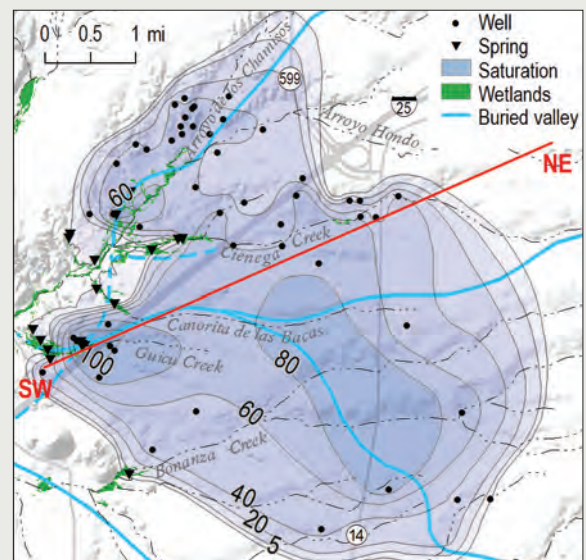 0 0.5 1 mi
Well
Spring
Saturation
Wetlands
Buried valley
599
25
Arroyo de los Chamisos
Arroyo Hondo
NE
60
Cienega Creek
Canorita de las Bacas
80
100
Guicu Creek
SW
60
Bonanza Creek
40
20
5
14